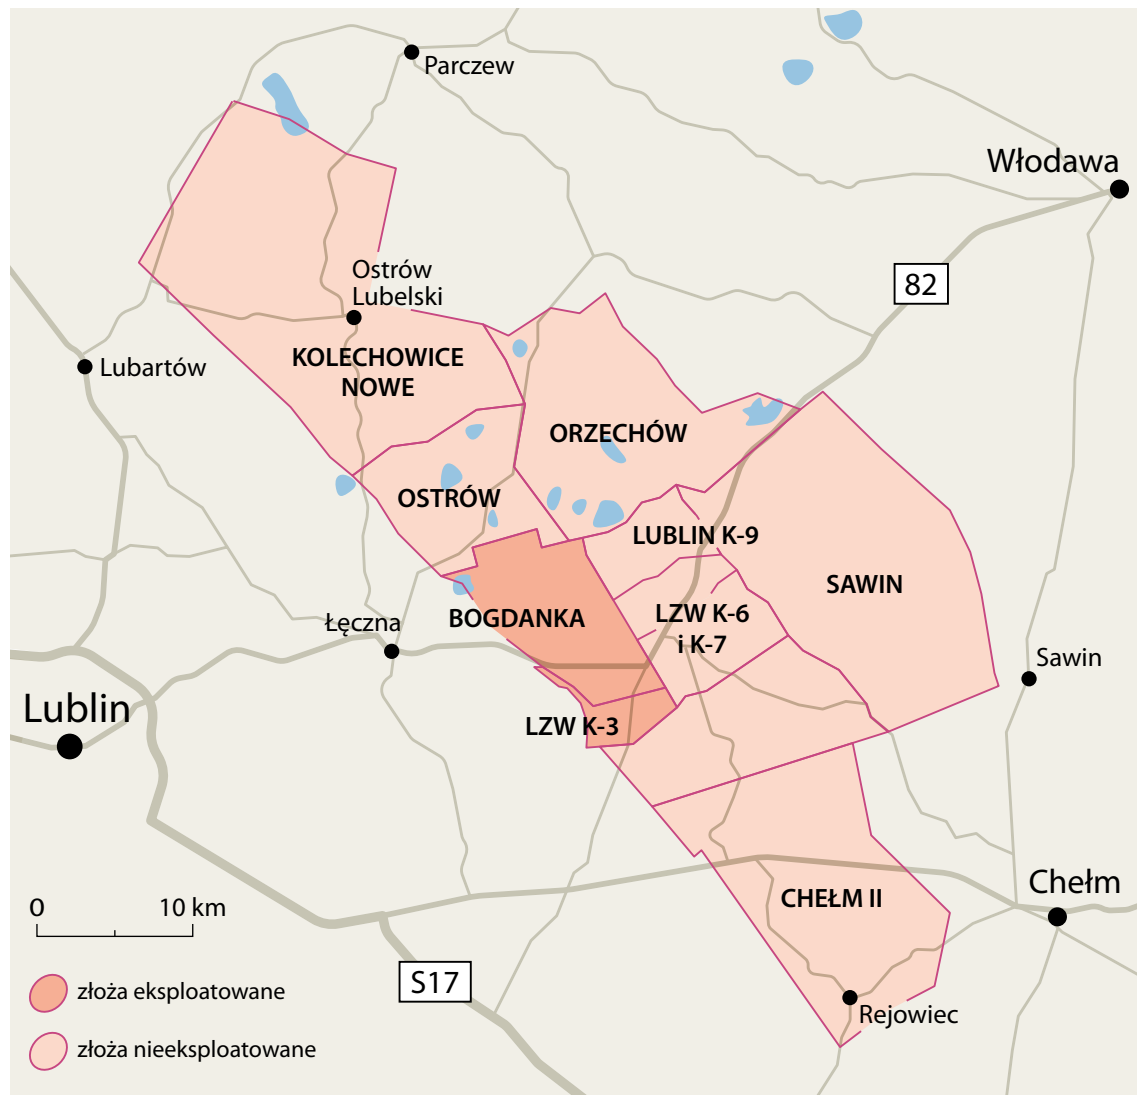 Parczew
Włodawa
82
Ostrów
Lubelski
KOLECHOWICE
NOWE
Lubartów
ORZECHÓW
OSTRÓW
LUBLIN K-9
SAWIN
BOGDANKA
LZW K-6
i K-7
Łęczna
Sawin
Lublin
LZW K-3
Chełm
CHEŁM II
0 10 km
S17
złoża eksploatowane
Rejowiec
złoża nieeksploatowane